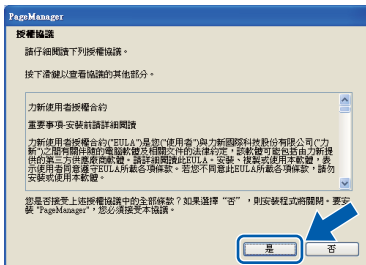 PageManager
授權協議
請仔細閱讀下列授權協議。
按下滑鍵以查看協議的其他部分。
力新使用者授權合約
重要事項-安裝前請詳細閱讀
力新使用者授權合約("EULA")是您("使用者")與力新國際科技股份有限公司("力
新")之間有關伴隨的電腦軟體及相關文件的法律約定，該軟體可能包括由力新提
供的第三方供應廠商軟體。請詳細閱讀此EULA。安裝、複製或使用本軟體，表
示使用者同意遵守EULA所載各項條款。若您不同意此EULA所載各項條款，請勿
安裝或使用本軟體。
您是否接受上述授權協議中的全部條款？如果選擇 “否” ，則安裝程式將關閉。要安
裝 "PageManager"，您必須接受本協議。
是
否